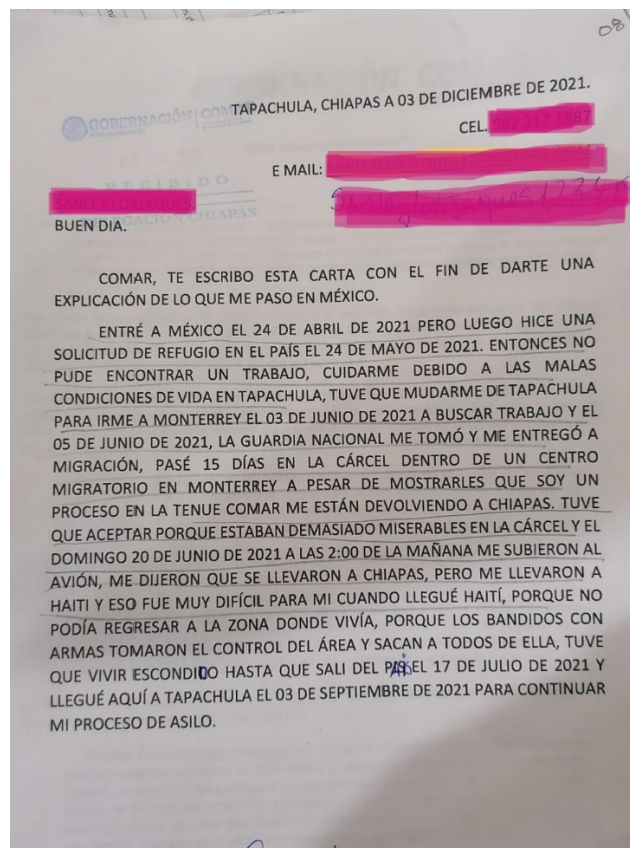 08
GOBERNACIÓN | COMAR
TAPACHULA, CHIAPAS A 03 DE DICIEMBRE DE 2021.
CEL.
E MAIL:
RECIBIDO
DELEGACIÓN CHIAPAS
BUEN DIA.
COMAR, TE ESCRIBO ESTA CARTA CON EL FIN DE DARTE UNA
EXPLICACIÓN DE LO QUE ME PASO EN MÉXICO.
ENTRÉ A MÉXICO EL 24 DE ABRIL DE 2021 PERO LUEGO HICE UNA
SOLICITUD DE REFUGIO EN EL PAÍS EL 24 DE MAYO DE 2021. ENTONCES NO
PUDE ENCONTRAR UN TRABAJO, CUIDARME DEBIDO A LAS MALAS
CONDICIONES DE VIDA EN TAPACHULA, TUVE QUE MUDARME DE TAPACHULA
PARA IRME A MONTERREY EL 03 DE JUNIO DE 2021 A BUSCAR TRABAJO Y EL
05 DE JUNIO DE 2021, LA GUARDIA NACIONAL ME TOMÓ Y ME ENTREGÓ A
MIGRACIÓN, PASÉ 15 DÍAS EN LA CÁRCEL DENTRO DE UN CENTRO
MIGRATORIO EN MONTERREY A PESAR DE MOSTRARLES QUE SOY UN
PROCESO EN LA TENUE COMAR ME ESTÁN DEVOLVIENDO A CHIAPAS. TUVE
QUE ACEPTAR PORQUE ESTABAN DEMASIADO MISERABLES EN LA CÁRCEL Y EL
DOMINGO 20 DE JUNIO DE 2021 A LAS 2:00 DE LA MAÑANA ME SUBIERON AL
AVIÓN, ME DIJERON QUE SE LLEVARON A CHIAPAS, PERO ME LLEVARON A
HAITI Y ESO FUE MUY DIFÍCIL PARA MI CUANDO LLEGUÉ HAITÍ, PORQUE NO
PODÍA REGRESAR A LA ZONA DONDE VIVÍA, PORQUE LOS BANDIDOS CON
ARMAS TOMARON EL CONTROL DEL ÁREA Y SACAN A TODOS DE ELLA, TUVE
QUE VIVIR ESCONDIDO HASTA QUE SALI DEL PAÍS EL 17 DE JULIO DE 2021 Y
LLEGUÉ AQUÍ A TAPACHULA EL 03 DE SEPTIEMBRE DE 2021 PARA CONTINUAR
MI PROCESO DE ASILO.